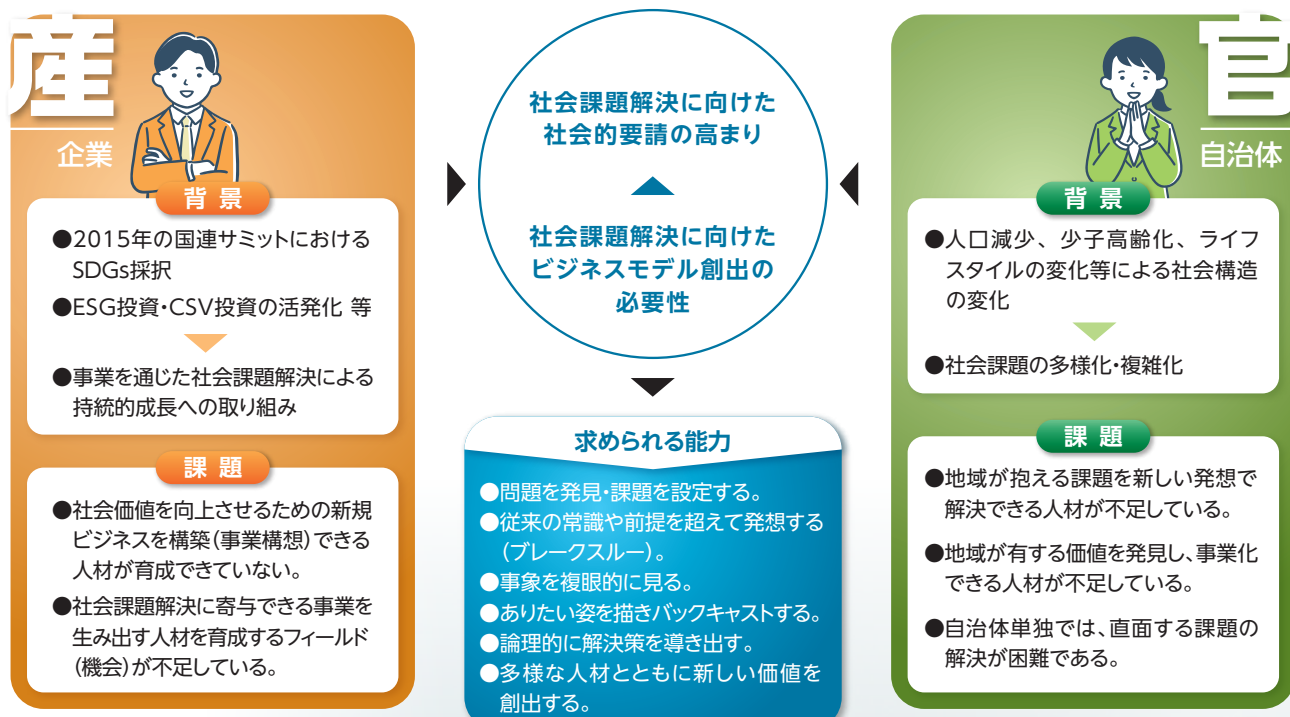 産
企業
背景
●2015年の国連サミットにおける
SDGs採択
●ESG投資・CSV投資の活発化 等
●事業を通じた社会課題解決による
持続的成長への取り組み
課題
●社会価値を向上させるための新規
ビジネスを構築(事業構想)できる
人材が育成できていない。
●社会課題解決に寄与できる事業を
生み出す人材を育成するフィールド
(機会)が不足している。
社会課題解決に向けた
社会的要請の高まり
社会課題解決に向けた
ビジネスモデル創出の
必要性
求められる能力
●問題を発見・課題を設定する。
●従来の常識や前提を超えて発想する
(ブレークスルー)。
●事象を複眼的に見る。
●ありたい姿を描きバックキャストする。
●論理的に解決策を導き出す。
●多様な人材とともに新しい価値を
創出する。
官
自治体
背景
●人口減少、少子高齢化、ライフ
スタイルの変化等による社会構造
の変化
●社会課題の多様化・複雑化
課題
●地域が抱える課題を新しい発想で
解決できる人材が不足している。
●地域が有する価値を発見し、事業化
できる人材が不足している。
●自治体単独では、直面する課題の
解決が困難である。